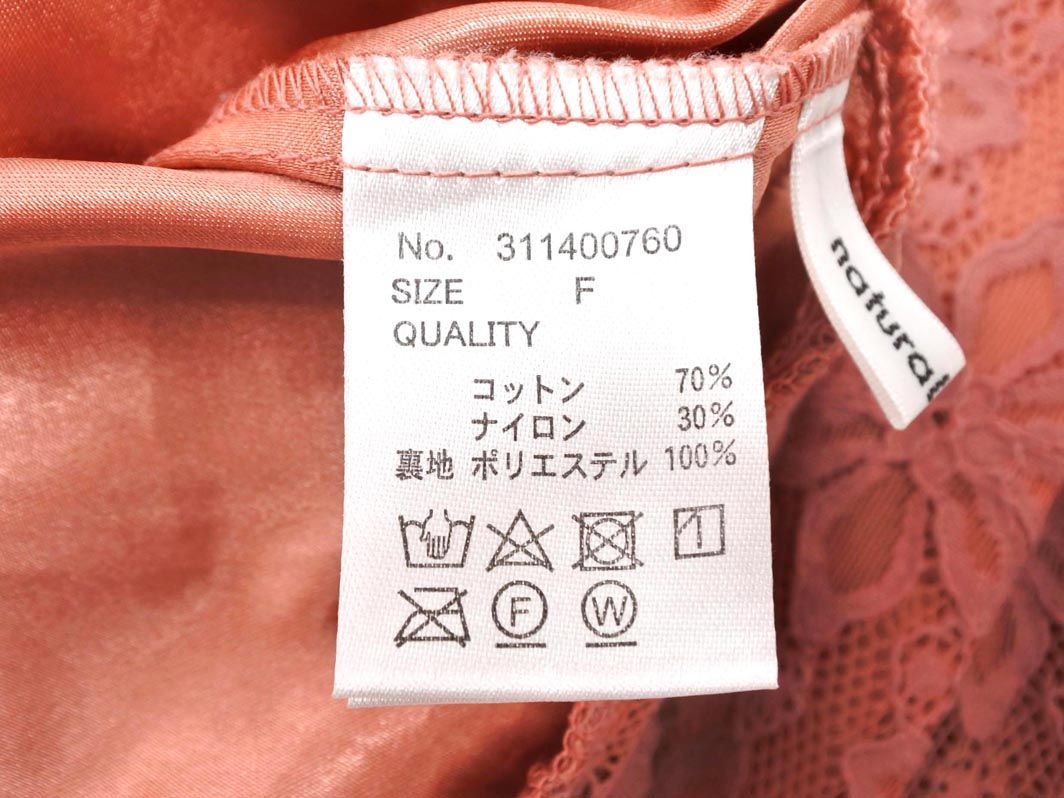 No. 311400760
SIZE F
QUALITY
コットン 70%
ナイロン 30%
裏地 ポリエステル 100%
F W
natural